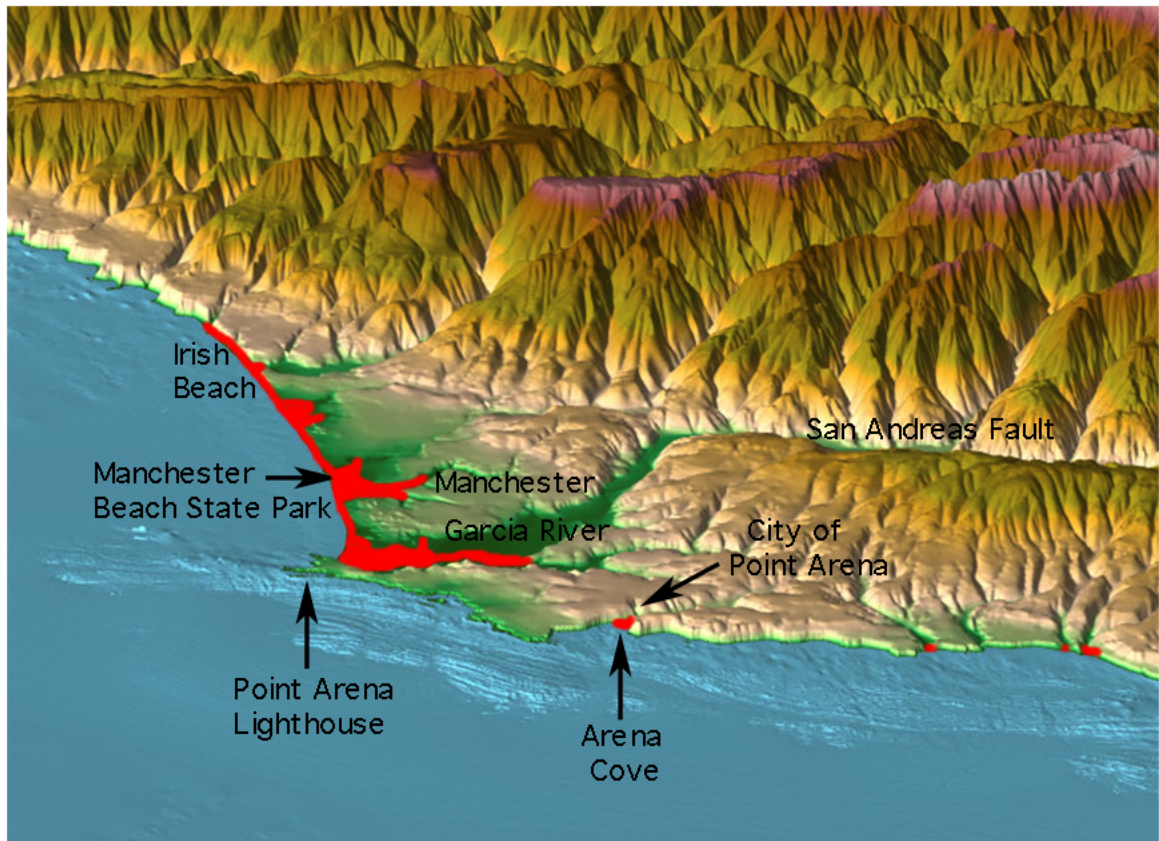 Irish
Beach
San Andreas Fault
Manchester
Beach State Park
Manchester
Garcia River
City of
Point Arena
Point Arena
Lighthouse
Arena
Cove